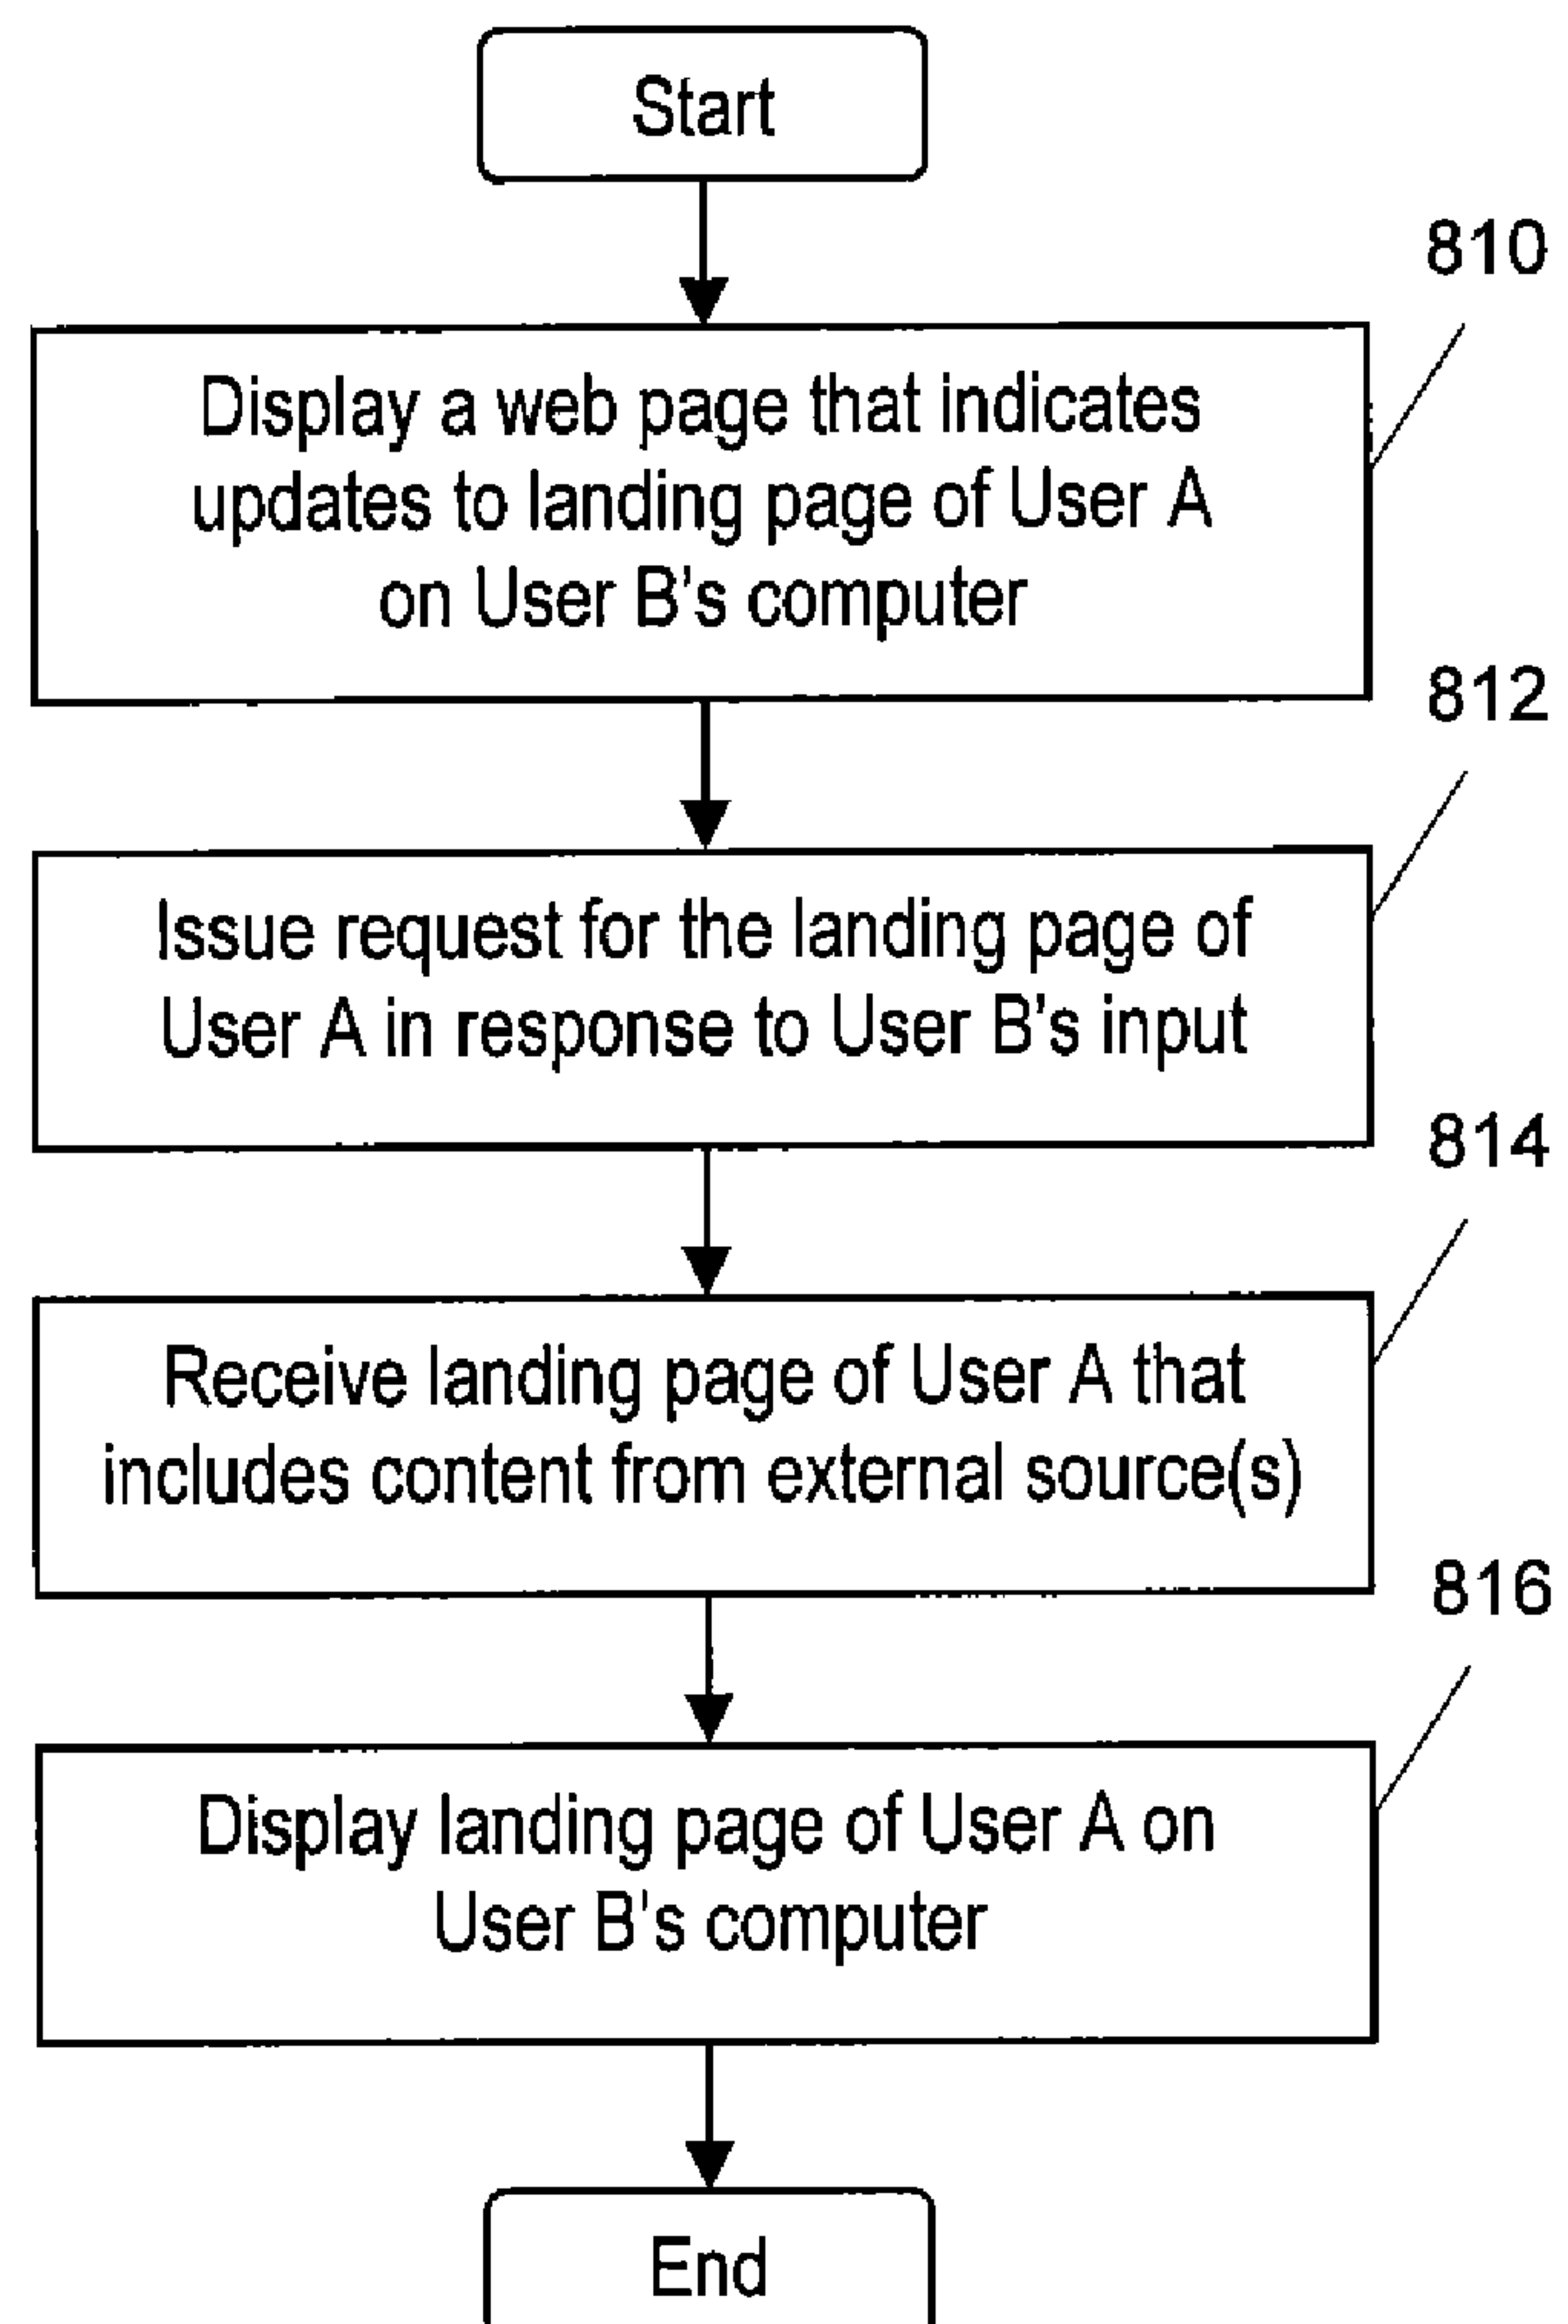 Start
810
Display a web page that indicates
updates to landing page of User A
on User B's computer
812
Issue request for the landing page of
User A in response to User B's input
814
Receive landing page of User A that
includes content from external source(s)
816
Display landing page of User A on
User B's computer
End